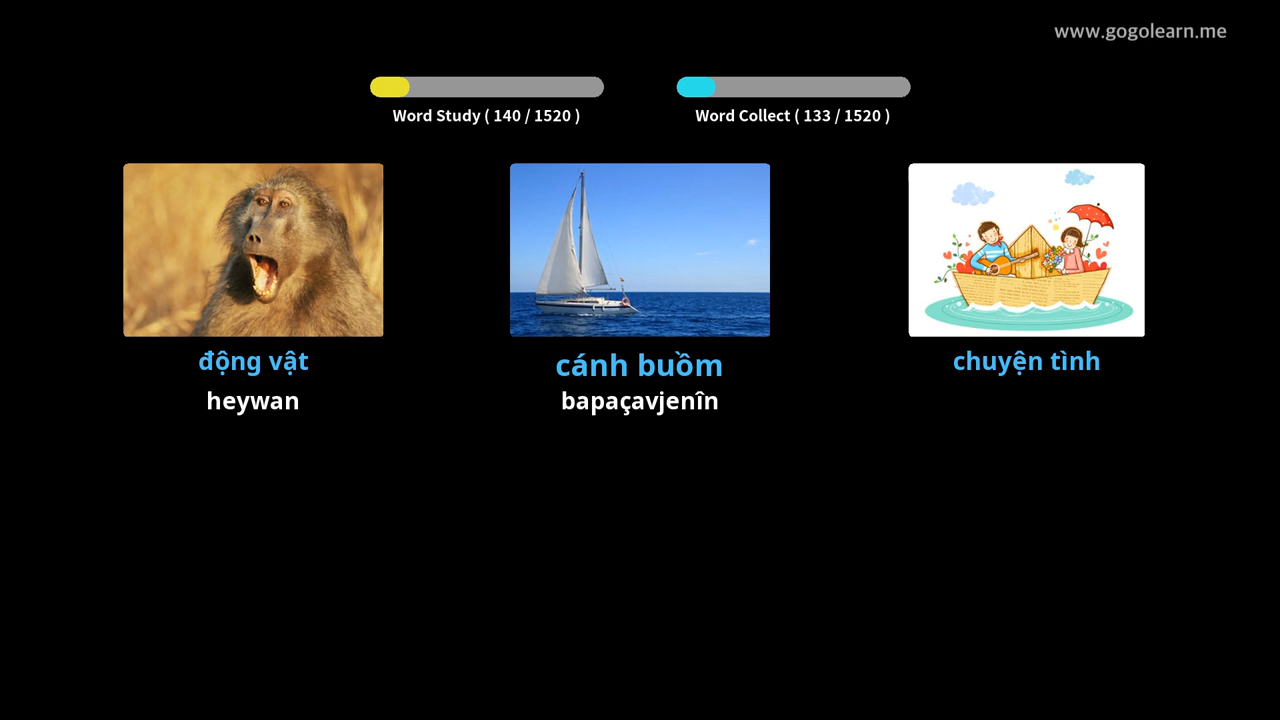 www.gogolearn.me
Word Study ( 140 / 1520 )
Word Collect ( 133 / 1520 )
động vật
heywan
cánh buồm
bapaçavjenîn
chuyện tình